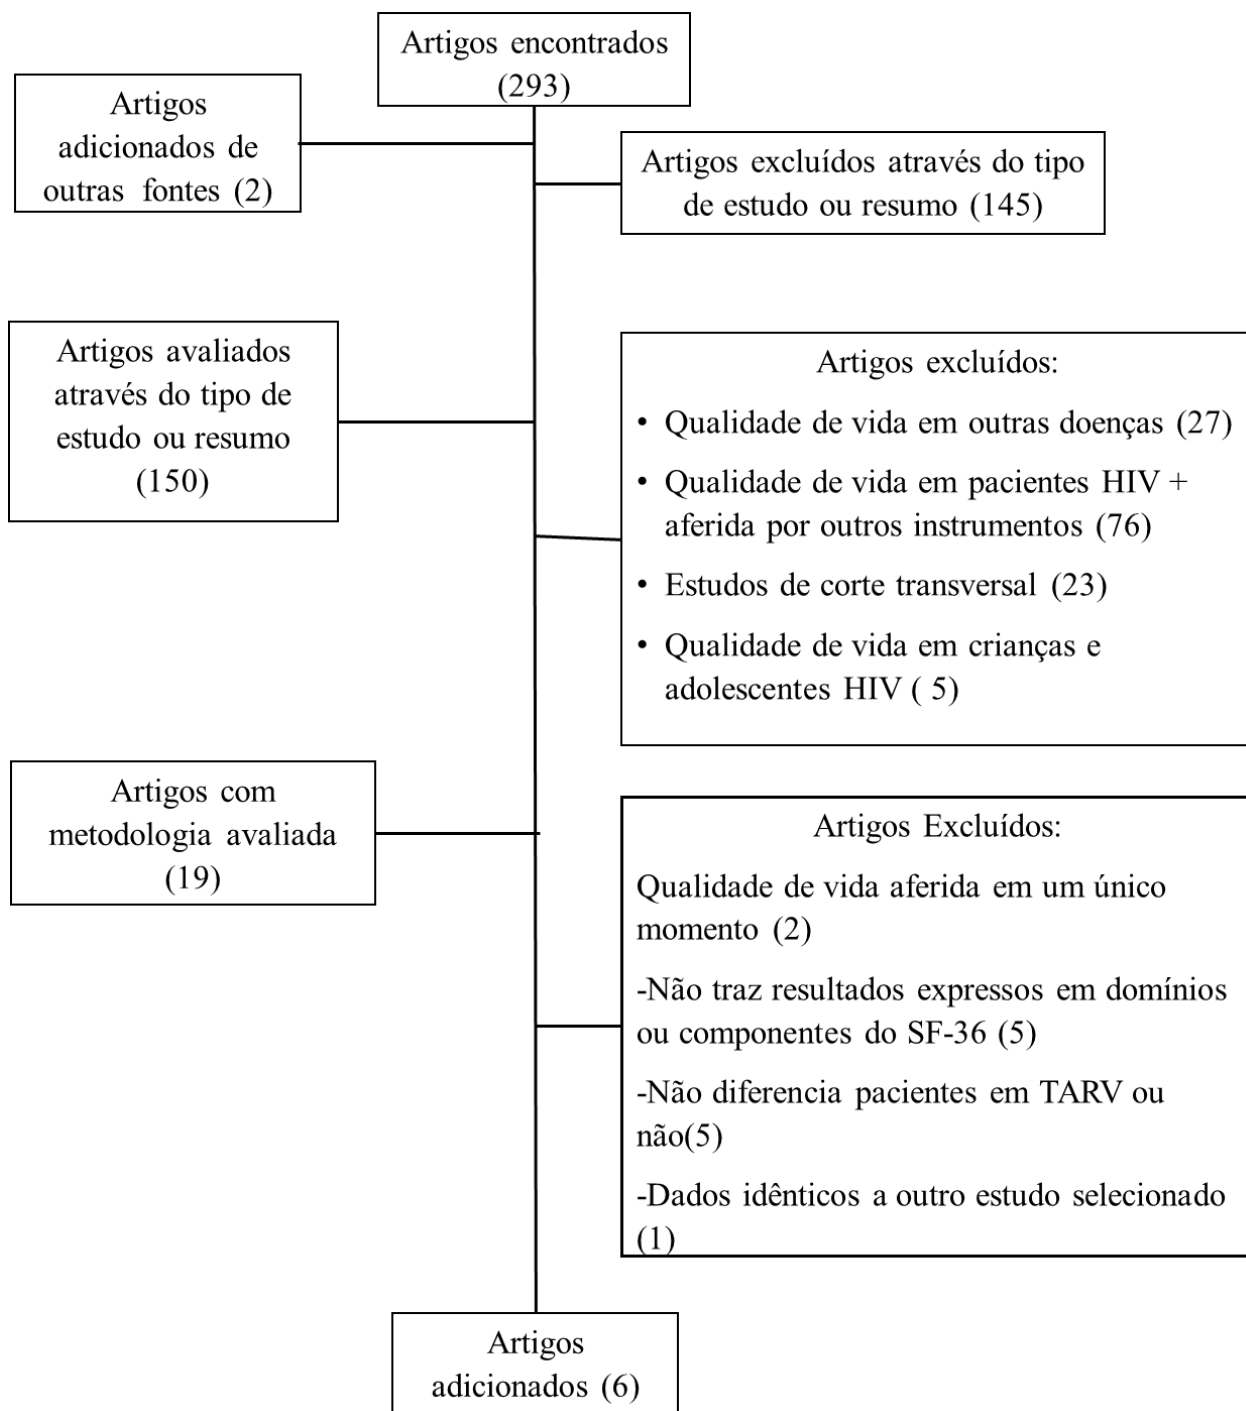 Artigos encontrados
(293)
Artigos
adicionados de
outras fontes (2)
Artigos excluídos através do tipo
de estudo ou resumo (145)
Artigos avaliados
através do tipo de
estudo ou resumo
(150)
Artigos excluídos:
• Qualidade de vida em outras doenças (27)
• Qualidade de vida em pacientes HIV +
aferida por outros instrumentos (76)
• Estudos de corte transversal (23)
• Qualidade de vida em crianças e
adolescentes HIV ( 5)
Artigos com
metodologia avaliada
(19)
Artigos Excluídos:
Qualidade de vida aferida em um único
momento (2)
-Não traz resultados expressos em domínios
ou componentes do SF-36 (5)
-Não diferencia pacientes em TARV ou
não(5)
-Dados idênticos a outro estudo selecionado
(1)
Artigos
adicionados (6)